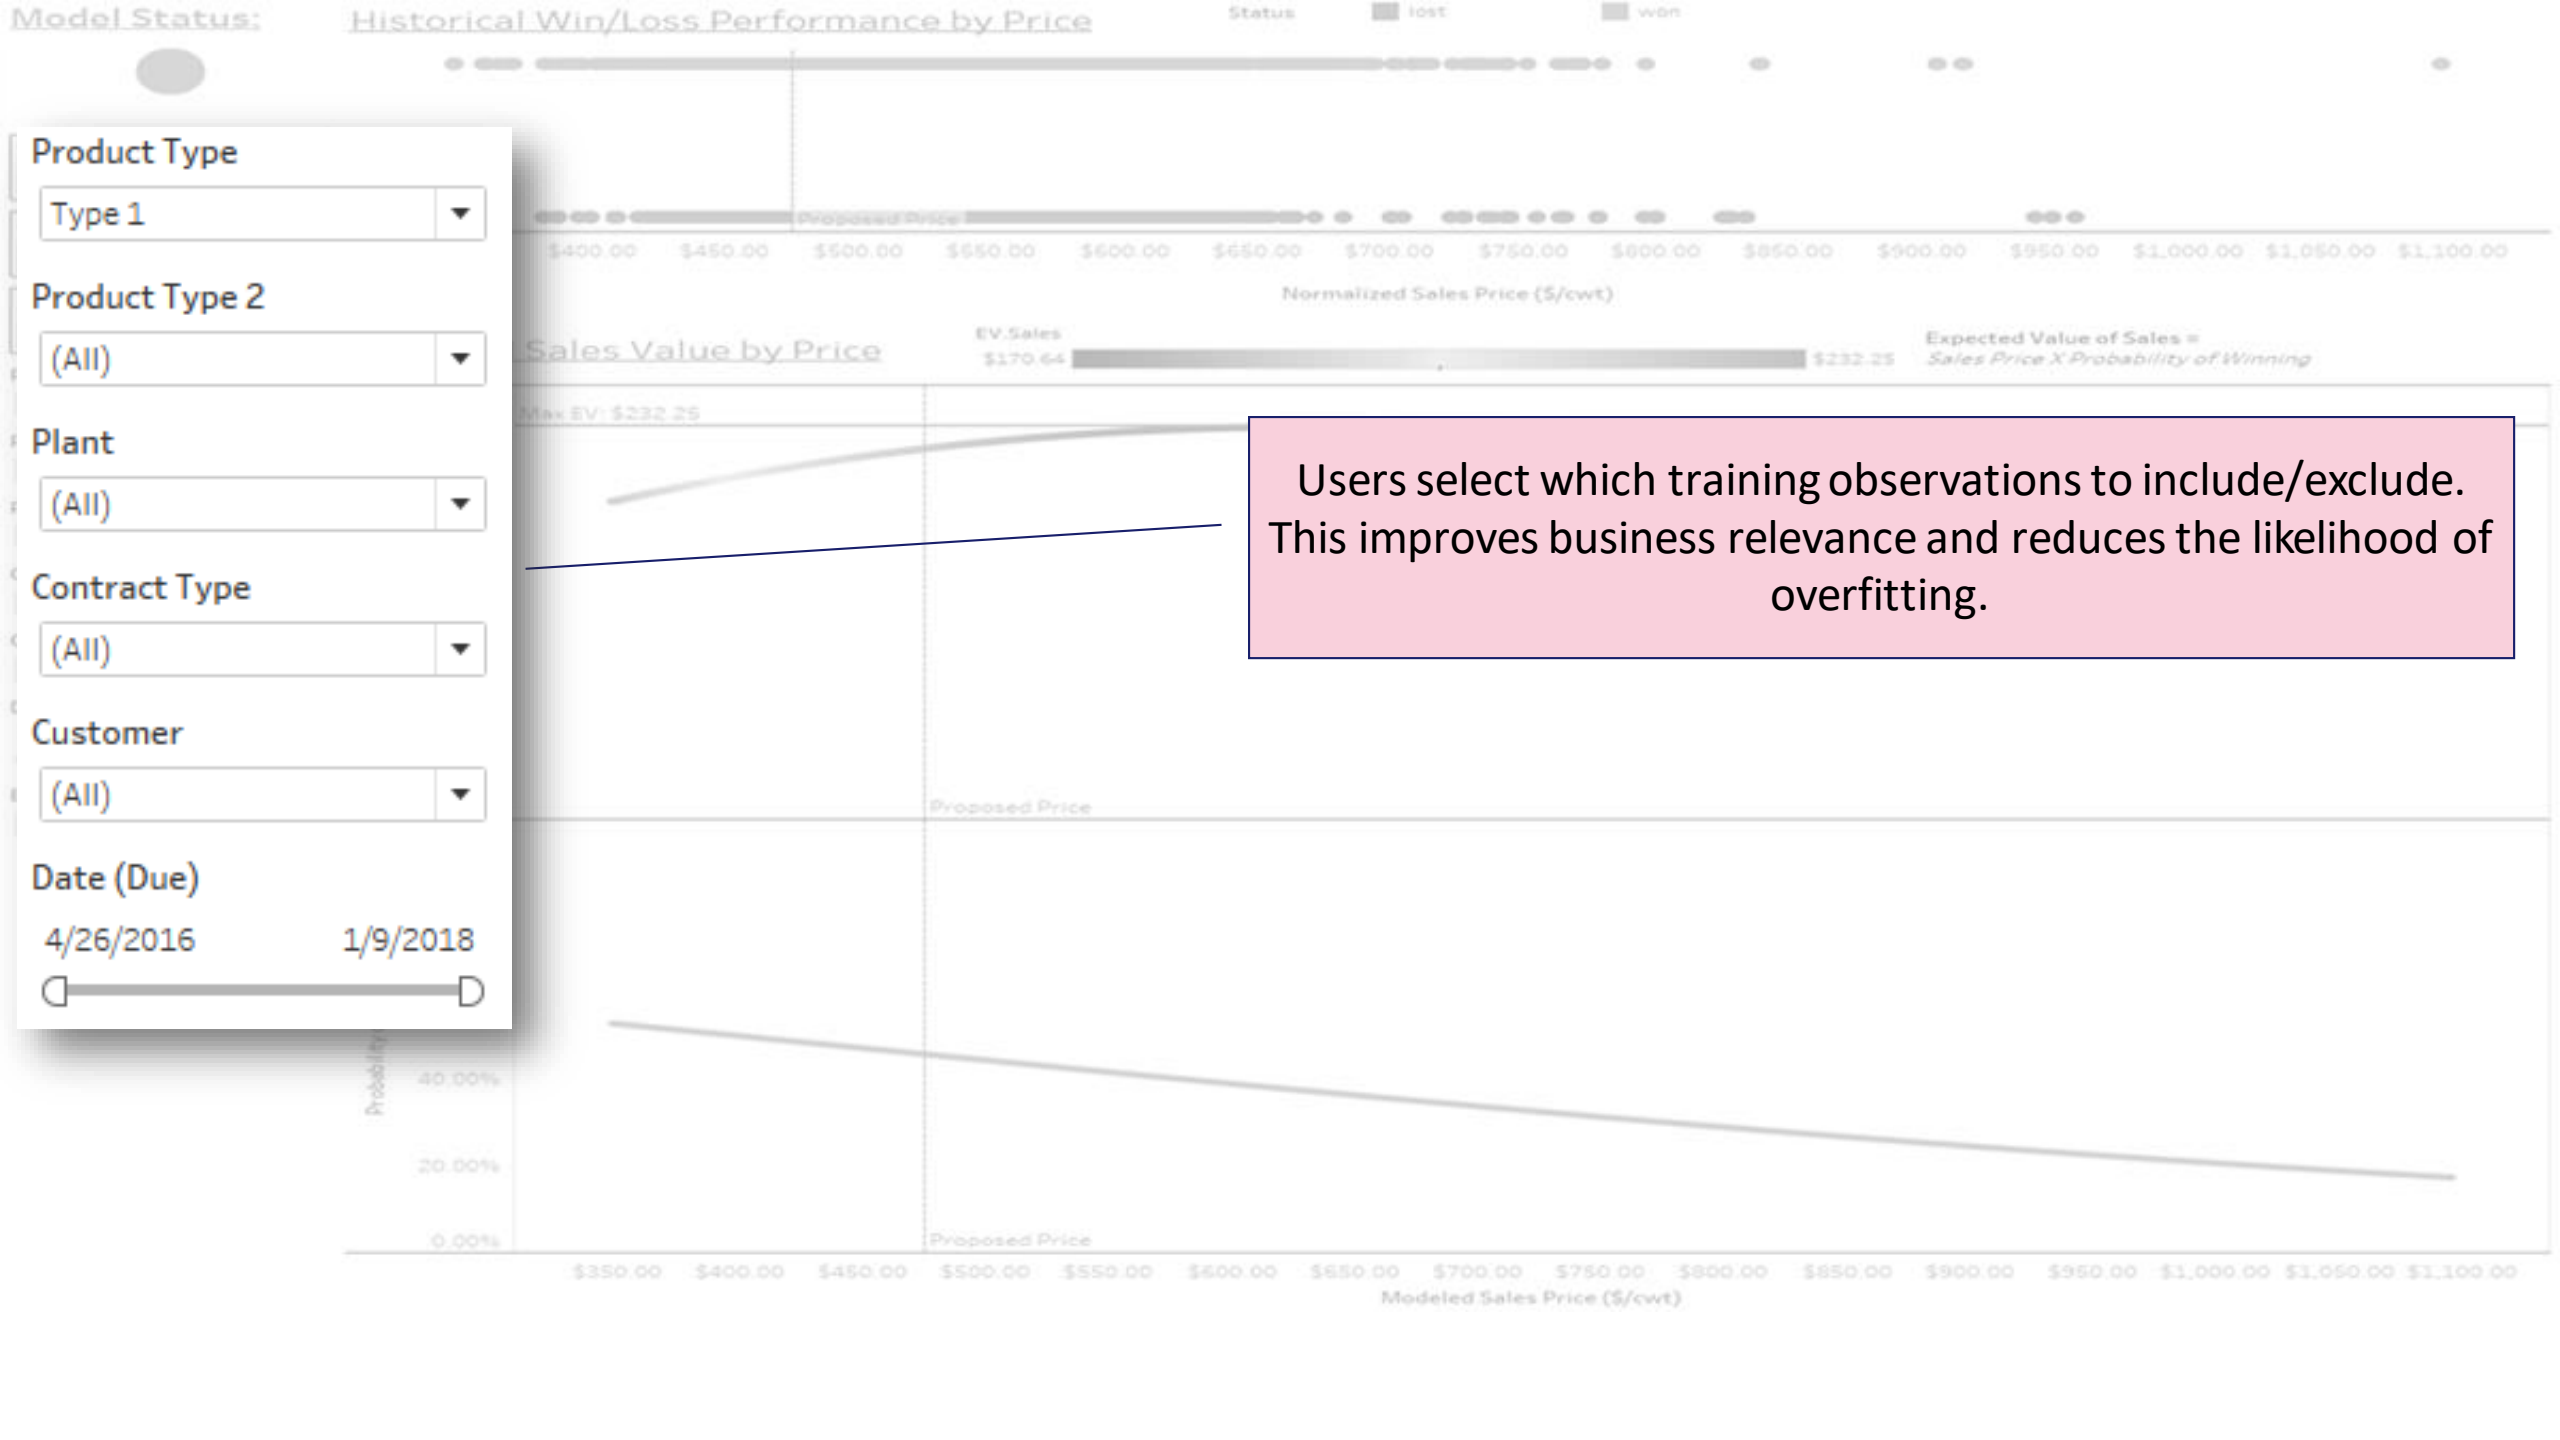 Model Status:
Historical Win/Loss Performance by Price
Status
lost
won
Product Type
Type 1
Proposed Price
$400.00 $450.00 $500.00 $550.00 $600.00 $650.00 $700.00 $750.00 $800.00 $850.00 $900.00 $950.00 $1,000.00 $1,050.00 $1,100.00
Normalized Sales Price ($/cwt)
Product Type 2
(All)
Sales Value by Price
EV.Sales
$170.64
$232.25
Expected Value of Sales =
Sales Price X Probability of Winning
Max EV: $232.25
Plant
(All)
Users select which training observations to include/exclude.
This improves business relevance and reduces the likelihood of
overfitting.
Contract Type
(All)
Customer
(All)
Proposed Price
Date (Due)
4/26/2016
1/9/2018
Probability
40.00%
20.00%
0.00%
Proposed Price
$350.00 $400.00 $450.00 $500.00 $550.00 $600.00 $650.00 $700.00 $750.00 $800.00 $850.00 $900.00 $950.00 $1,000.00 $1,050.00 $1,100.00
Modeled Sales Price ($/cwt)